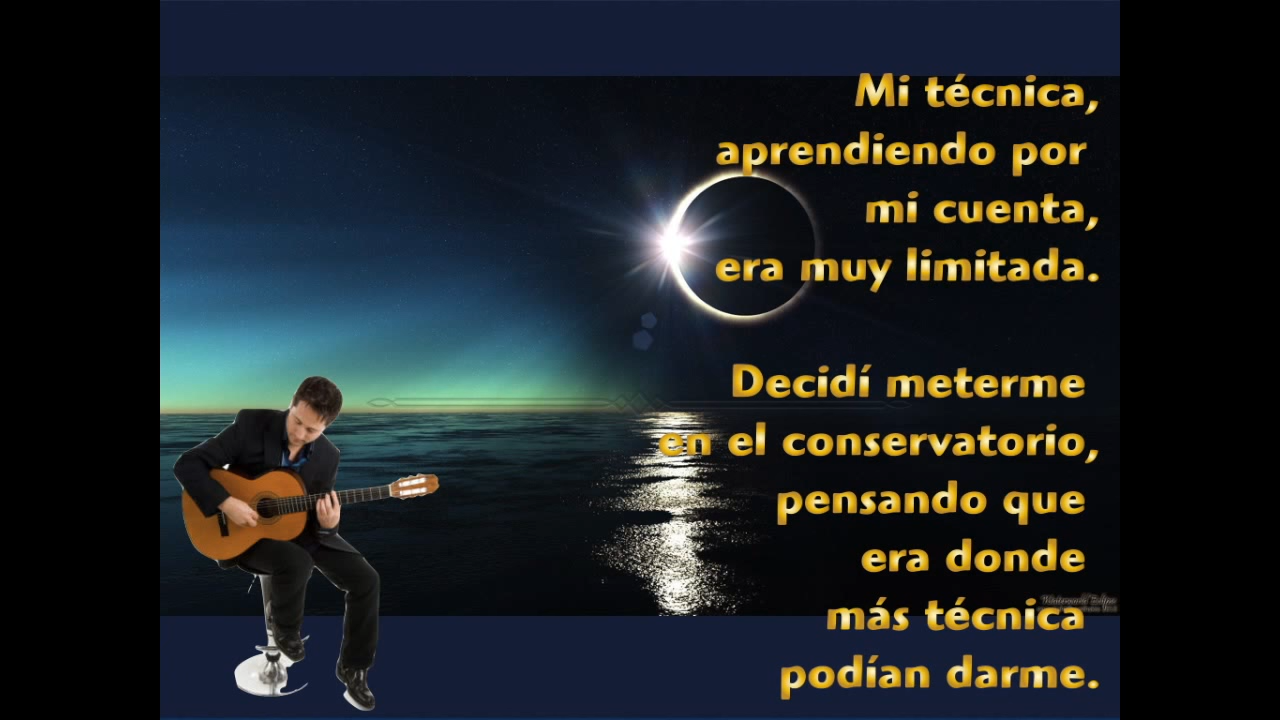 Mi técnica,
aprendiendo por
mi cuenta,
era muy limitada.
Decidí meterme
en el conservatorio,
pensando que
era donde
más técnica
podían darme.